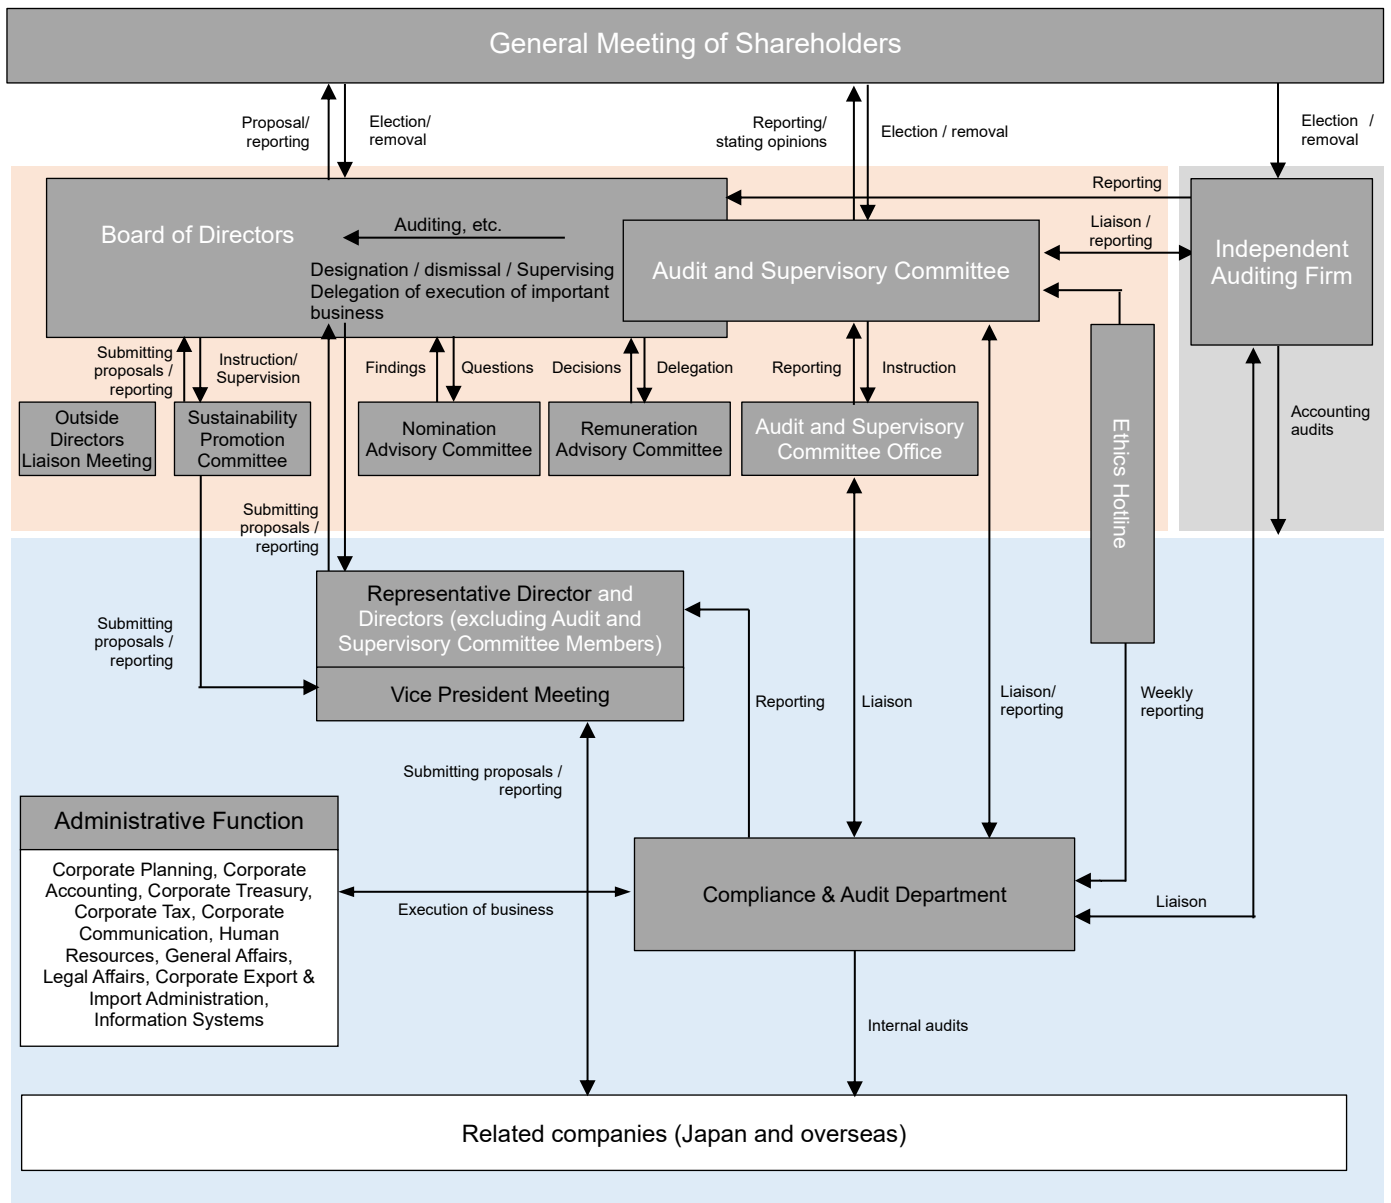 General Meeting of Shareholders
Proposal/
reporting
Election/
removal
Reporting/
stating opinions
Election / removal
Election /
removal
Reporting
Board of Directors
Auditing, etc.
Designation / dismissal / Supervising
Delegation of execution of important
business
Audit and Supervisory Committee
Liaison /
reporting
Independent
Auditing Firm
Submitting
proposals /
reporting
Instruction/
Supervision
Findings
Questions
Decisions
Delegation
Reporting
Instruction
Outside
Directors
Liaison Meeting
Sustainability
Promotion
Committee
Nomination
Advisory Committee
Remuneration
Advisory Committee
Audit and Supervisory
Committee Office
Ethics Hotline
Accounting
audits
Submitting
proposals /
reporting
Representative Director and
Directors (excluding Audit and
Supervisory Committee Members)
Vice President Meeting
Submitting
proposals /
reporting
Reporting
Liaison
Liaison/
reporting
Weekly
reporting
Submitting proposals /
reporting
Administrative Function
Corporate Planning, Corporate
Accounting, Corporate Treasury,
Corporate Tax, Corporate
Communication, Human
Resources, General Affairs,
Legal Affairs, Corporate Export &
Import Administration,
Information Systems
Execution of business
Compliance & Audit Department
Liaison
Internal audits
Related companies (Japan and overseas)